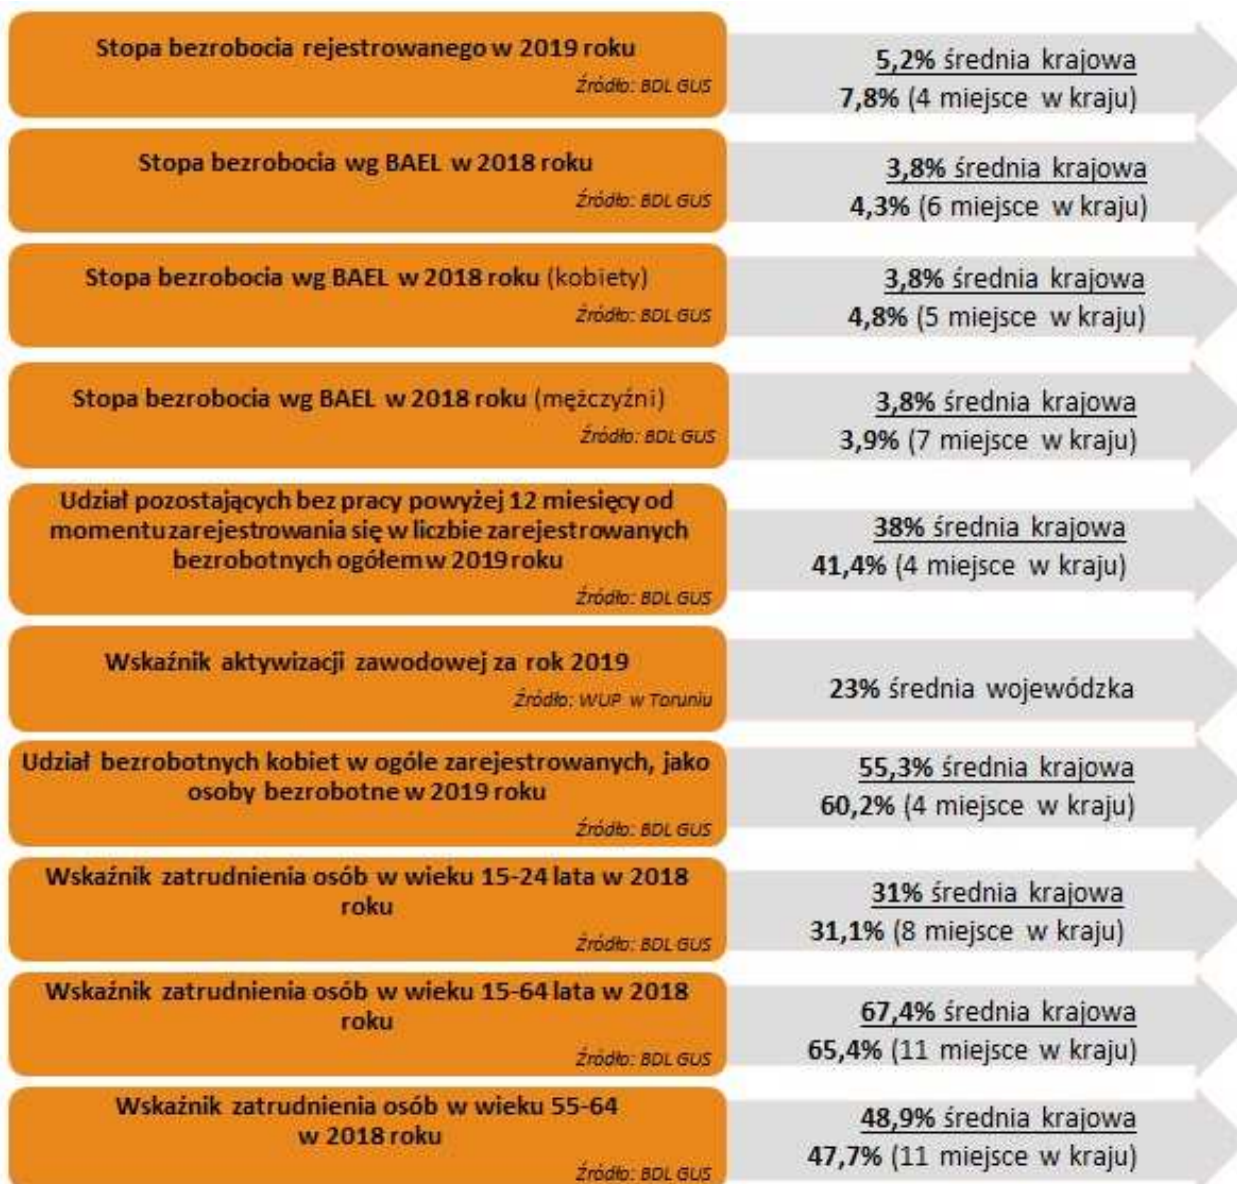 Stopa bezrobocia rejestrowanego w 2019 roku
Źródło: BDL GUS
5,2% średnia krajowa
7,8% (4 miejsce w kraju)
Stopa bezrobocia wg BAEL w 2018 roku
Źródło: BDL GUS
3,8% średnia krajowa
4,3% (6 miejsce w kraju)
Stopa bezrobocia wg BAEL w 2018 roku (kobiety)
Źródło: BDL GUS
3,8% średnia krajowa
4,8% (5 miejsce w kraju)
Stopa bezrobocia wg BAEL w 2018 roku (mężczyźni)
Źródło: BDL GUS
3,8% średnia krajowa
3,9% (7 miejsce w kraju)
Udział pozostających bez pracy powyżej 12 miesięcy od
momentu zarejestrowania się w liczbie zarejestrowanych
bezrobotnych ogółem w 2019 roku
Źródło: BDL GUS
38% średnia krajowa
41,4% (4 miejsce w kraju)
Wskaźnik aktywizacji zawodowej za rok 2019
Źródło: WUP w Toruniu
23% średnia wojewódzka
Udział bezrobotnych kobiet w ogóle zarejestrowanych, jako
osoby bezrobotne w 2019 roku
Źródło: BDL GUS
55,3% średnia krajowa
60,2% (4 miejsce w kraju)
Wskaźnik zatrudnienia osób w wieku 15-24 lata w 2018
roku
Źródło: BDL GUS
31% średnia krajowa
31,1% (8 miejsce w kraju)
Wskaźnik zatrudnienia osób w wieku 15-64 lata w 2018
roku
Źródło: BDL GUS
67,4% średnia krajowa
65,4% (11 miejsce w kraju)
Wskaźnik zatrudnienia osób w wieku 55-64
w 2018 roku
Źródło: BDL GUS
48,9% średnia krajowa
47,7% (11 miejsce w kraju)